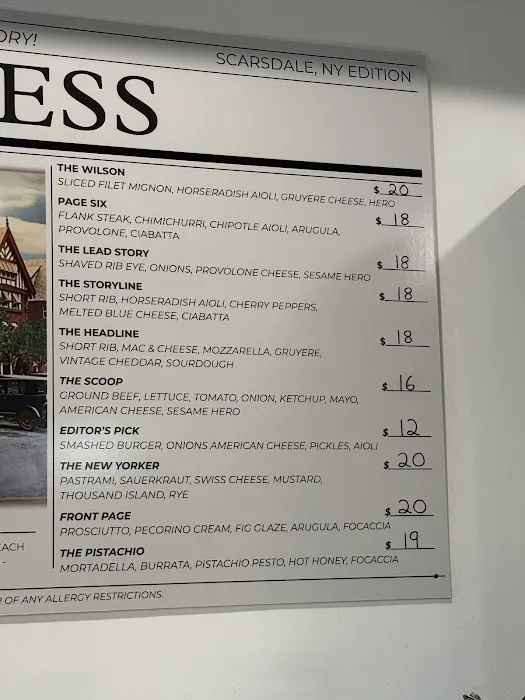 ORY!
SCARSDALE, NY EDITION
ESS
THE WILSON
SLICED FILET MIGNON, HORSERADISH AIOLI, GRUYERE CHEESE, HERO
$ 20
PAGE SIX
FLANK STEAK, CHIMICHURRI, CHIPOTLE AIOLI, ARUGULA,
PROVOLONE, CIABATTA
$ 18
THE LEAD STORY
SHAVED RIB EYE, ONIONS, PROVOLONE CHEESE, SESAME HERO
$ 18
THE STORYLINE
SHORT RIB, HORSERADISH AIOLI, CHERRY PEPPERS,
MELTED BLUE CHEESE, CIABATTA
$ 18
THE HEADLINE
SHORT RIB, MAC & CHEESE, MOZZARELLA, GRUYERE,
VINTAGE CHEDDAR, SOURDOUGH
$ 18
THE SCOOP
GROUND BEEF, LETTUCE, TOMATO, ONION, KETCHUP, MAYO,
AMERICAN CHEESE, SESAME HERO
$ 16
EDITOR'S PICK
SMASHED BURGER, ONIONS AMERICAN CHEESE, PICKLES, AIOLI
$ 12
THE NEW YORKER
PASTRAMI, SAUERKRAUT, SWISS CHEESE, MUSTARD,
THOUSAND ISLAND, RYE
$ 20
FRONT PAGE
PROSCIUTTO, PECORINO CREAM, FIG GLAZE, ARUGULA, FOCACCIA
$ 20
THE PISTACHIO
MORTADELLA, BURRATA, PISTACHIO PESTO, HOT HONEY, FOCACCIA
$ 19
EACH
-
OF ANY ALLERGY RESTRICTIONS.